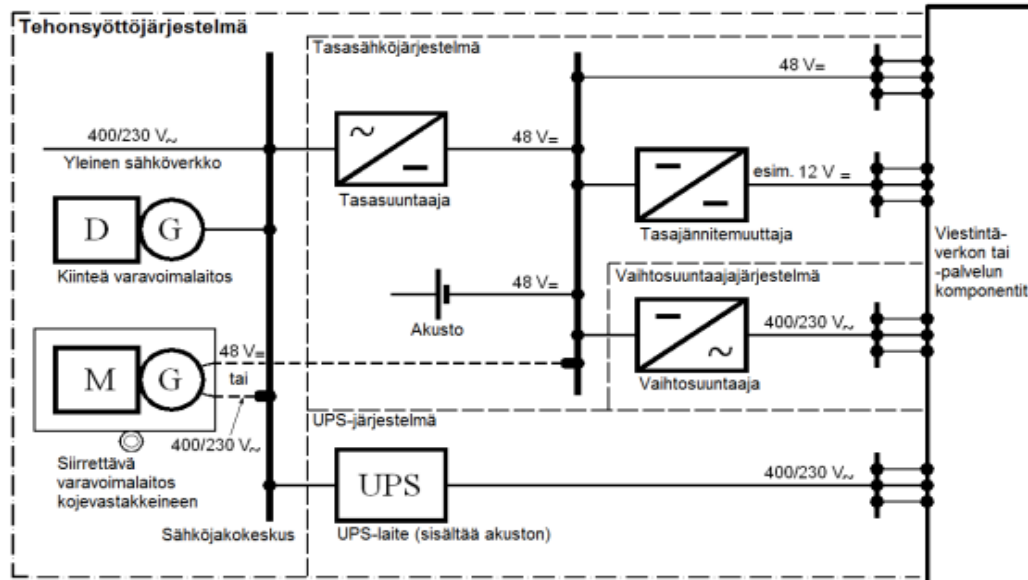 Tehonsyöttöjärjestelmä
Tasasähköjärjestelmä
48 V=
400/230 V~
Yleinen sähköverkko
~
48 V=
Tasasuuntaaja
esim. 12 V =
Tasajännitemuuttaja
D
G
Kiinteä varavoimalaitos
Viestintä-
verkon tai
-palvelun
komponentit
Vaihtosuuntaajajärjestelmä
48 V=
Akusto
400/230 V~
~
Vaihtosuuntaaja
48 V=
tai
M
G
400/230 V~
Siirrettävä
varavoimalaitos
kojevastakkeineen
UPS-järjestelmä
UPS
400/230 V~
Sähköjakokeskus
UPS-laite (sisältää akuston)